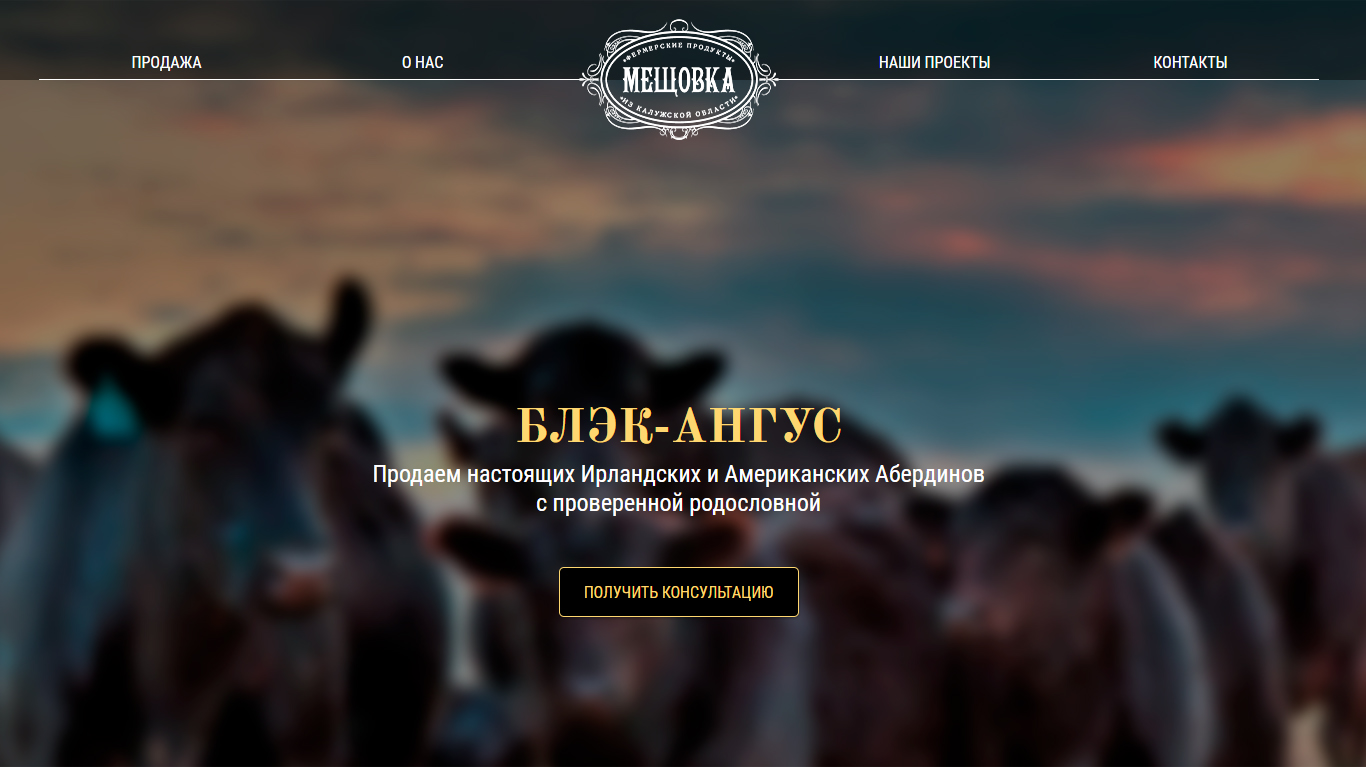 ПРОДАЖА
О НАС
ФЕРМЕРСКИЕ ПРОДУКТЫ
МЕЩОВКА
ИЗ КАЛУЖСКОЙ ОБЛАСТИ
НАШИ ПРОЕКТЫ
КОНТАКТЫ
БЛЭК-АНГУС
Продаем настоящих Ирландских и Американских Абердинов
с проверенной родословной
ПОЛУЧИТЬ КОНСУЛЬТАЦИЮ